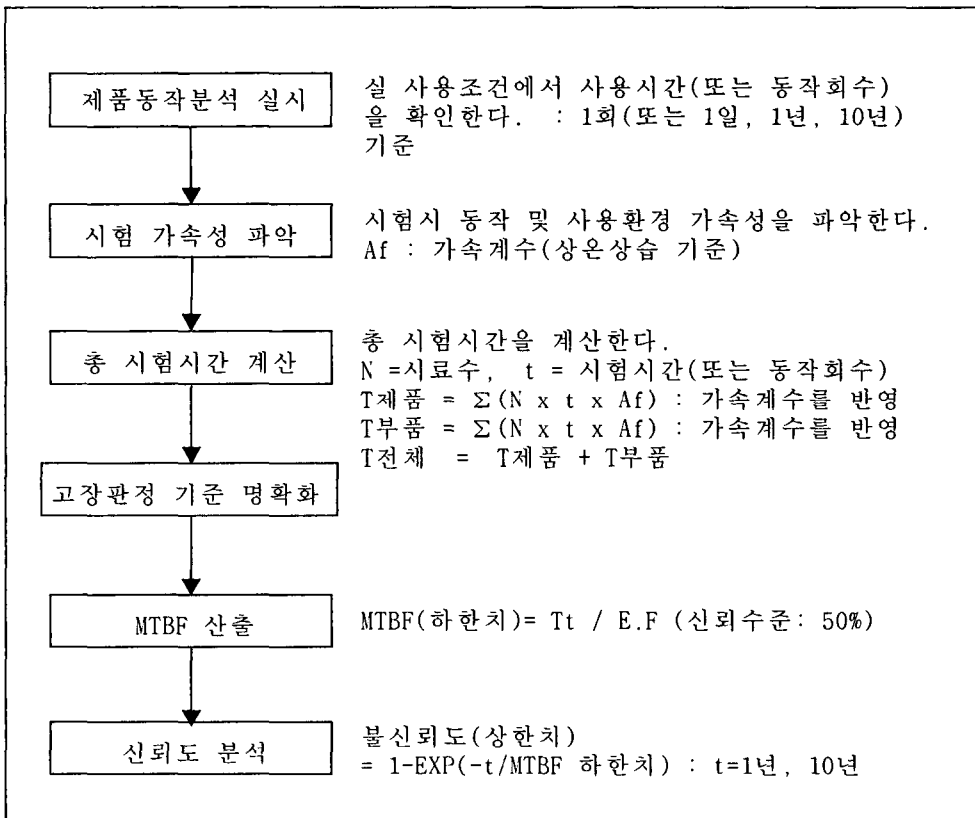 제품동작분석 실시
실 사용조건에서 사용시간(또는 동작회수)
을 확인한다. : 1회(또는 1일, 1년, 10년)
기준
시험 가속성 파악
시험시 동작 및 사용환경 가속성을 파악한다.
Af : 가속계수(상온상습 기준)
총 시험시간 계산
총 시험시간을 계산한다.
N =시료수, t = 시험시간(또는 동작회수)
T제품 = Σ(N x t x Af) : 가속계수를 반영
T부품 = Σ(N x t x Af) : 가속계수를 반영
T전체 = T제품 + T부품
고장판정 기준 명확화
MTBF 산출
MTBF(하한치)= Tt / E.F (신뢰수준: 50%)
신뢰도 분석
불신뢰도(상한치)
= 1-EXP(-t/MTBF 하한치) : t=1년, 10년